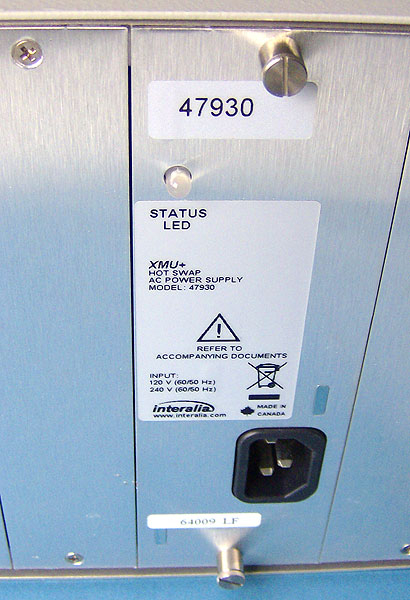 47930
STATUS
LED
XMU+
HOT SWAP
AC POWER SUPPLY
MODEL: 47930
REFER TO
ACCOMPANYING DOCUMENTS
INPUT:
120 V (60/50 Hz)
240 V (60/50 Hz)
interalia
www.interalia.com
MADE IN
CANADA
64009 LF